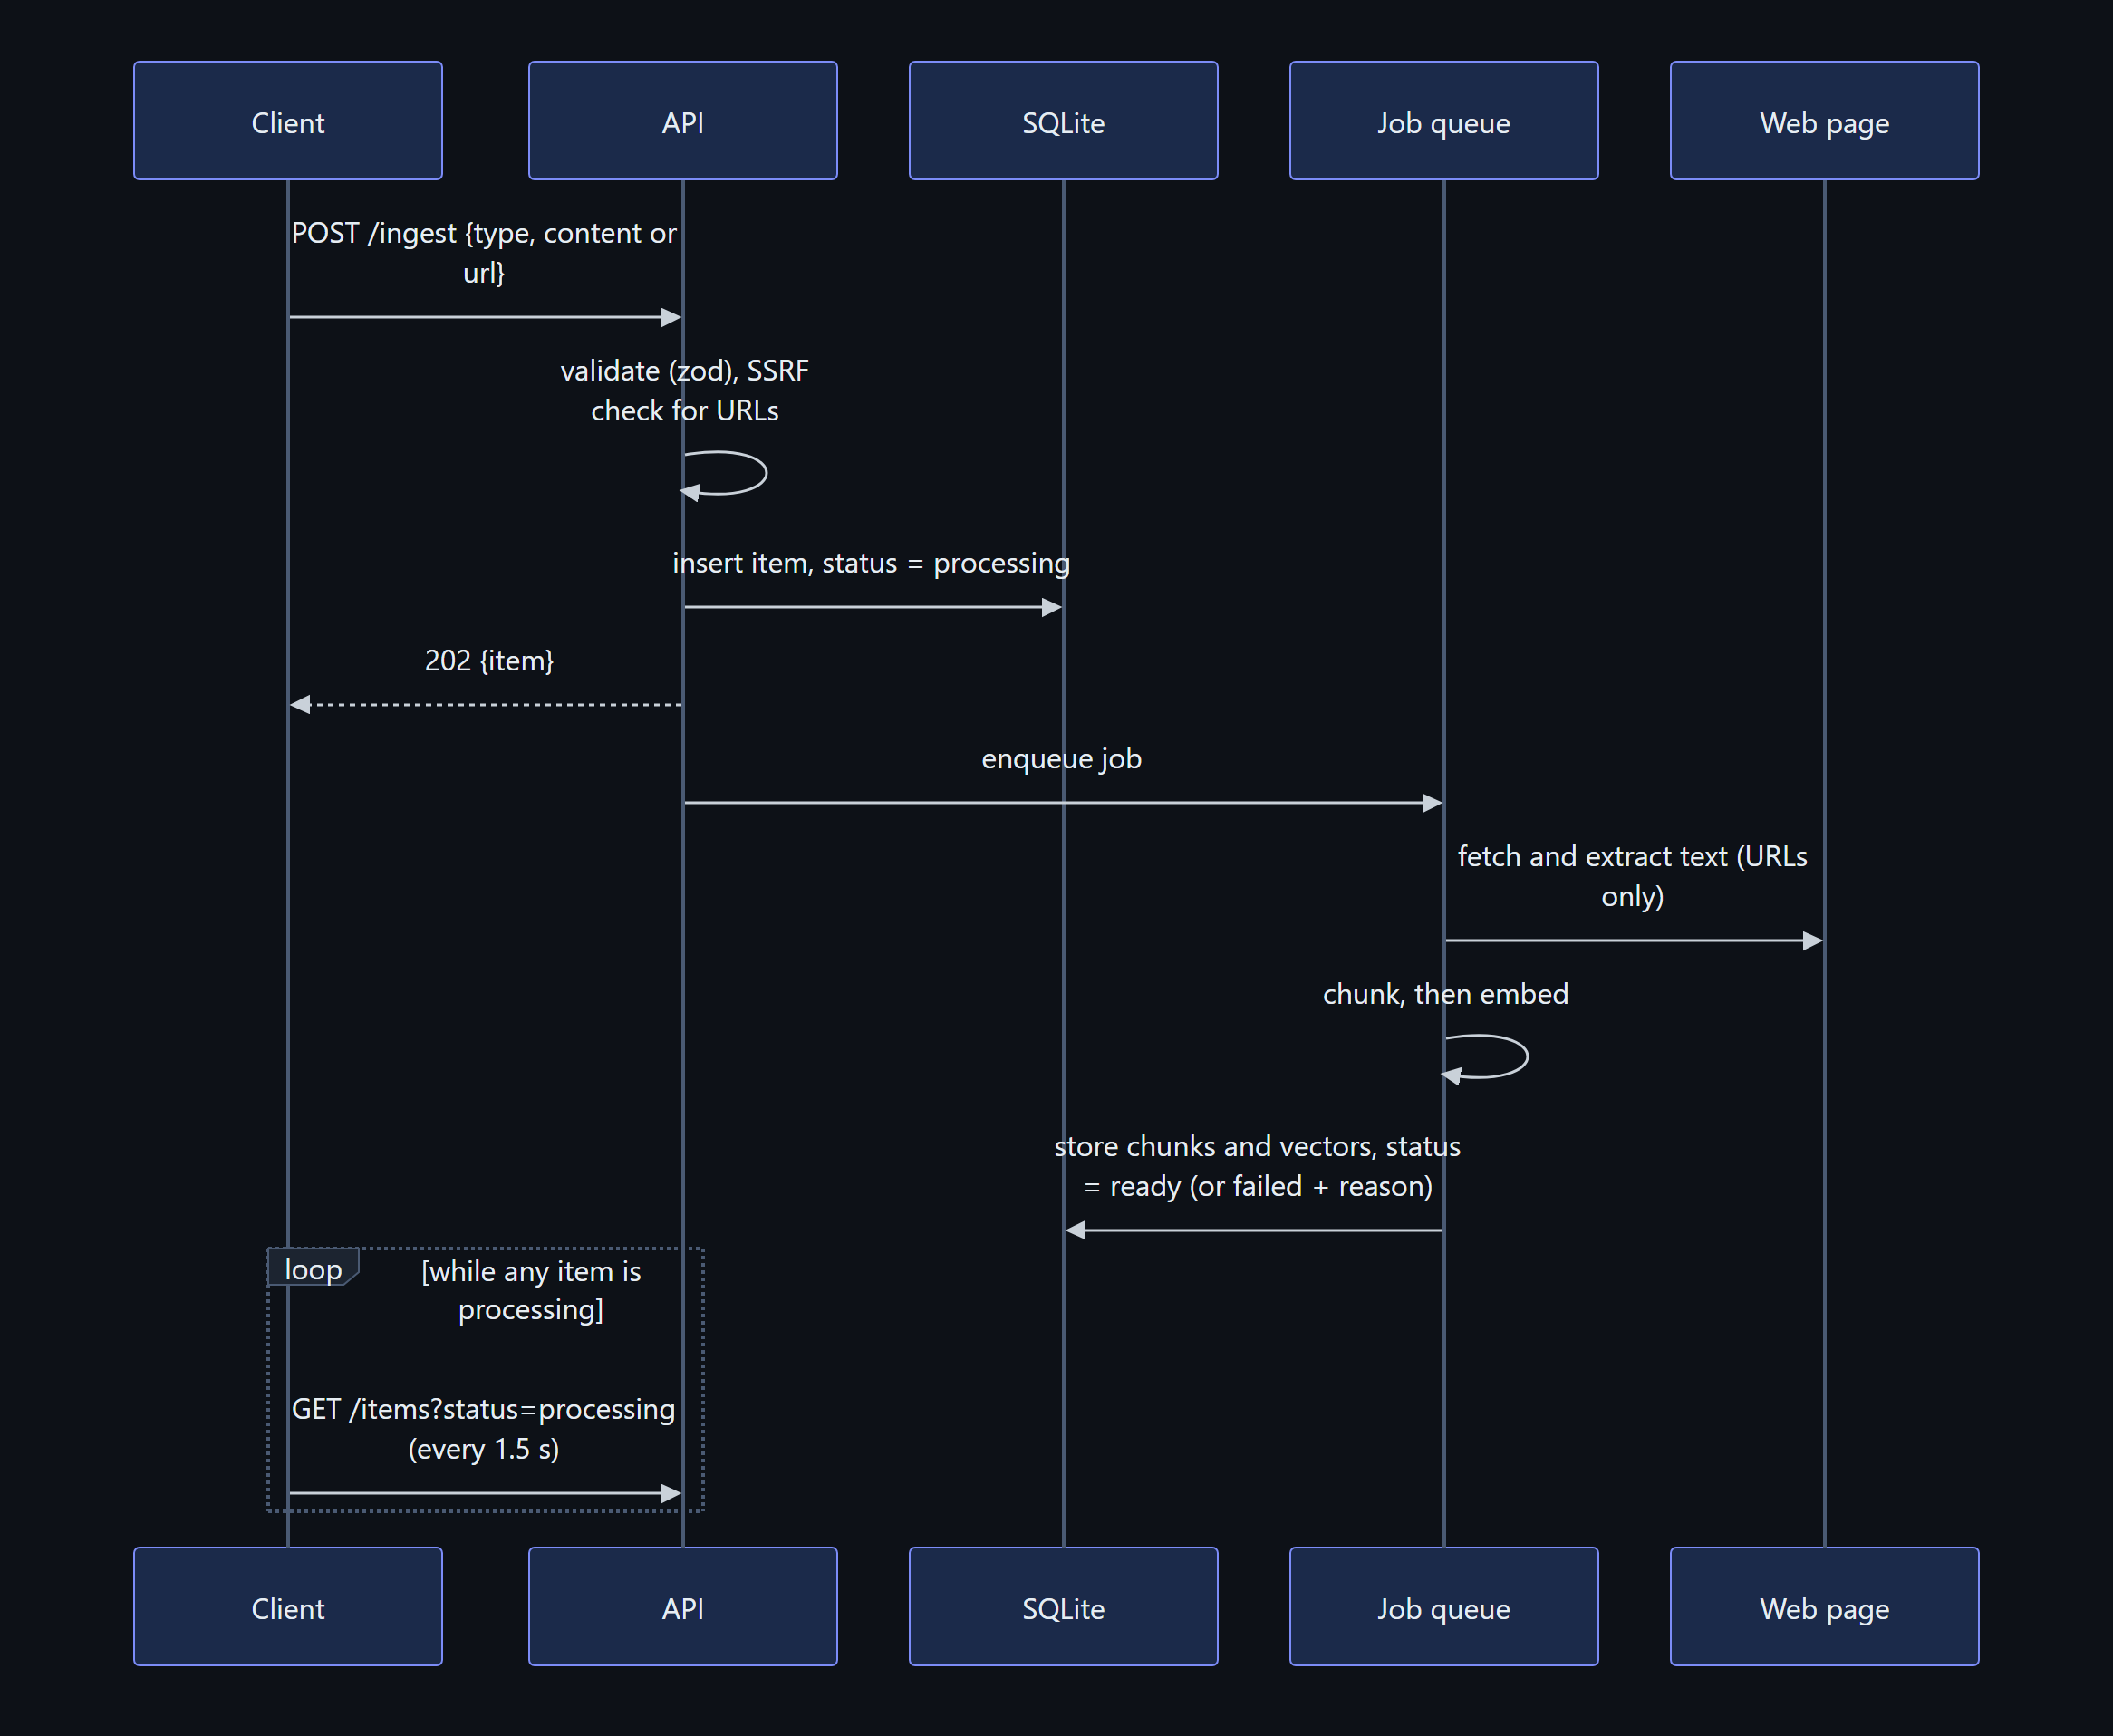 Client
API
SQLite
Job queue
Web page
POST /ingest {type, content or
url}
validate (zod), SSRF
check for URLs
insert item, status = processing
202 {item}
enqueue job
fetch and extract text (URLs
only)
chunk, then embed
store chunks and vectors, status
= ready (or failed + reason)
loop
[while any item is
processing]
GET /items?status=processing
(every 1.5 s)
Client
API
SQLite
Job queue
Web page